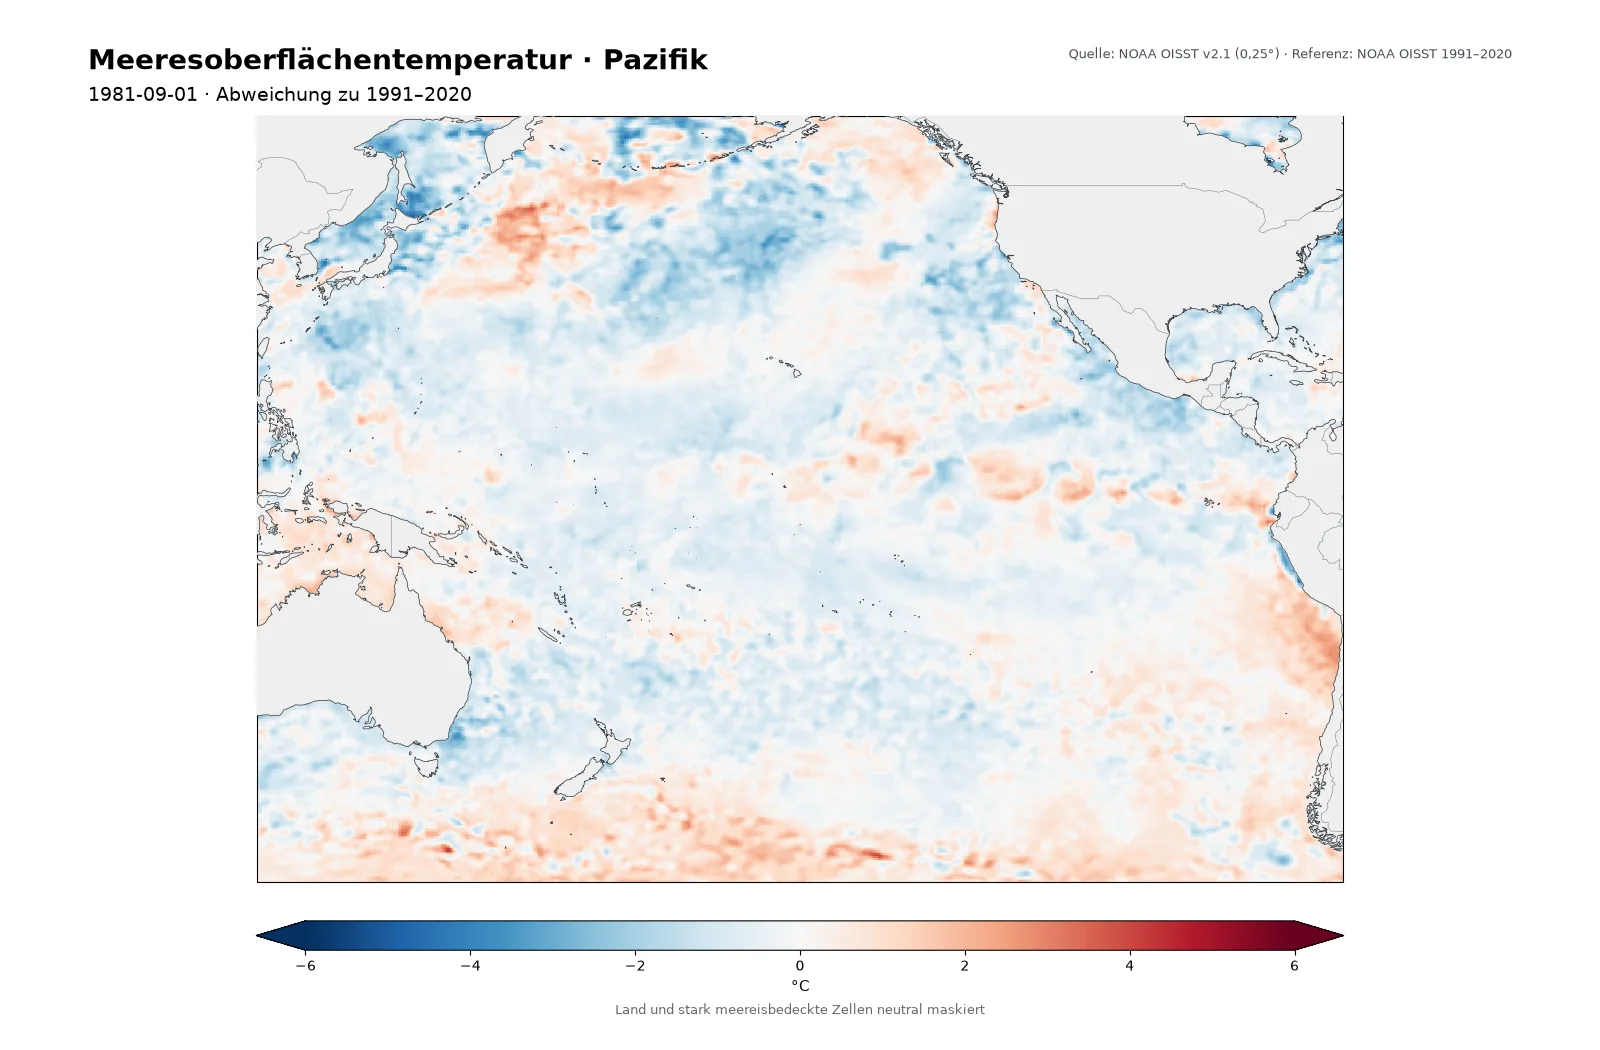 Meeresoberflächentemperatur · Pazifik
Quelle: NOAA OISST v2.1 (0,25°) · Referenz: NOAA OISST 1991–2020
1981-09-01 · Abweichung zu 1991–2020
−6 −4 −2 0 2 4 6
°C
Land und stark meereisbedeckte Zellen neutral maskiert